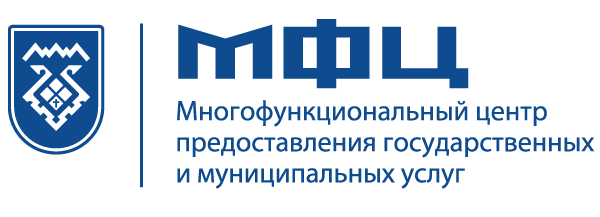 МФЦ
Многофункциональный центр
предоставления государственных
и муниципальных услуг